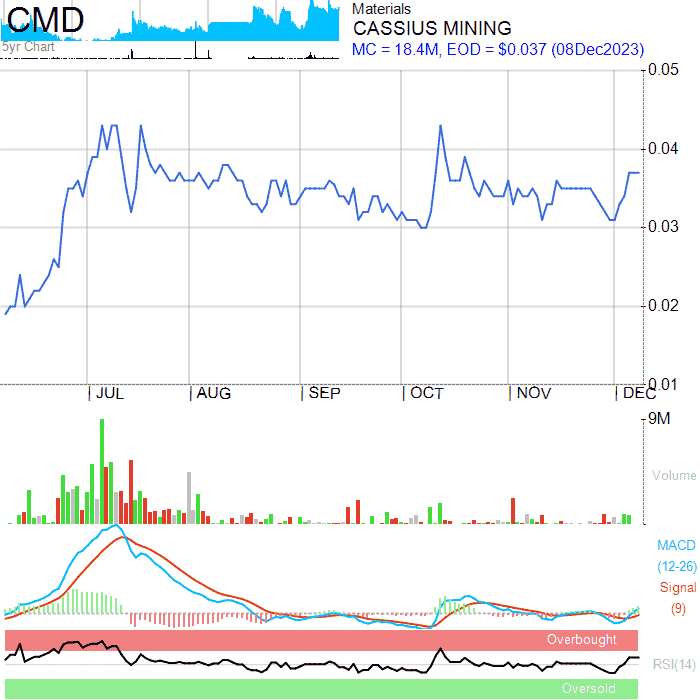 CMD
5yr Chart
Materials
CASSIUS MINING
MC = 18.4M, EOD = $0.037 (08Dec2023)
0.05
0.04
0.03
0.02
0.01
JUL AUG SEP OCT NOV DEC
9M
Volume
MACD
(12-26)
Signal
(9)
Overbought
RSI(14)
Oversold